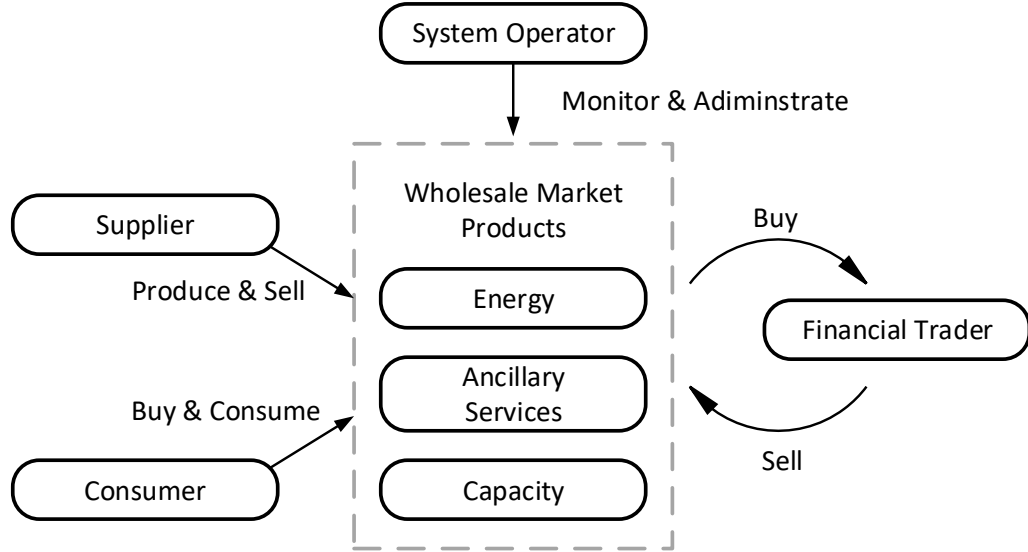 System Operator
Monitor & Adiminstrate
Wholesale Market
Products
Supplier
Produce & Sell
Energy
Buy
Financial Trader
Ancillary
Services
Buy & Consume
Sell
Consumer
Capacity